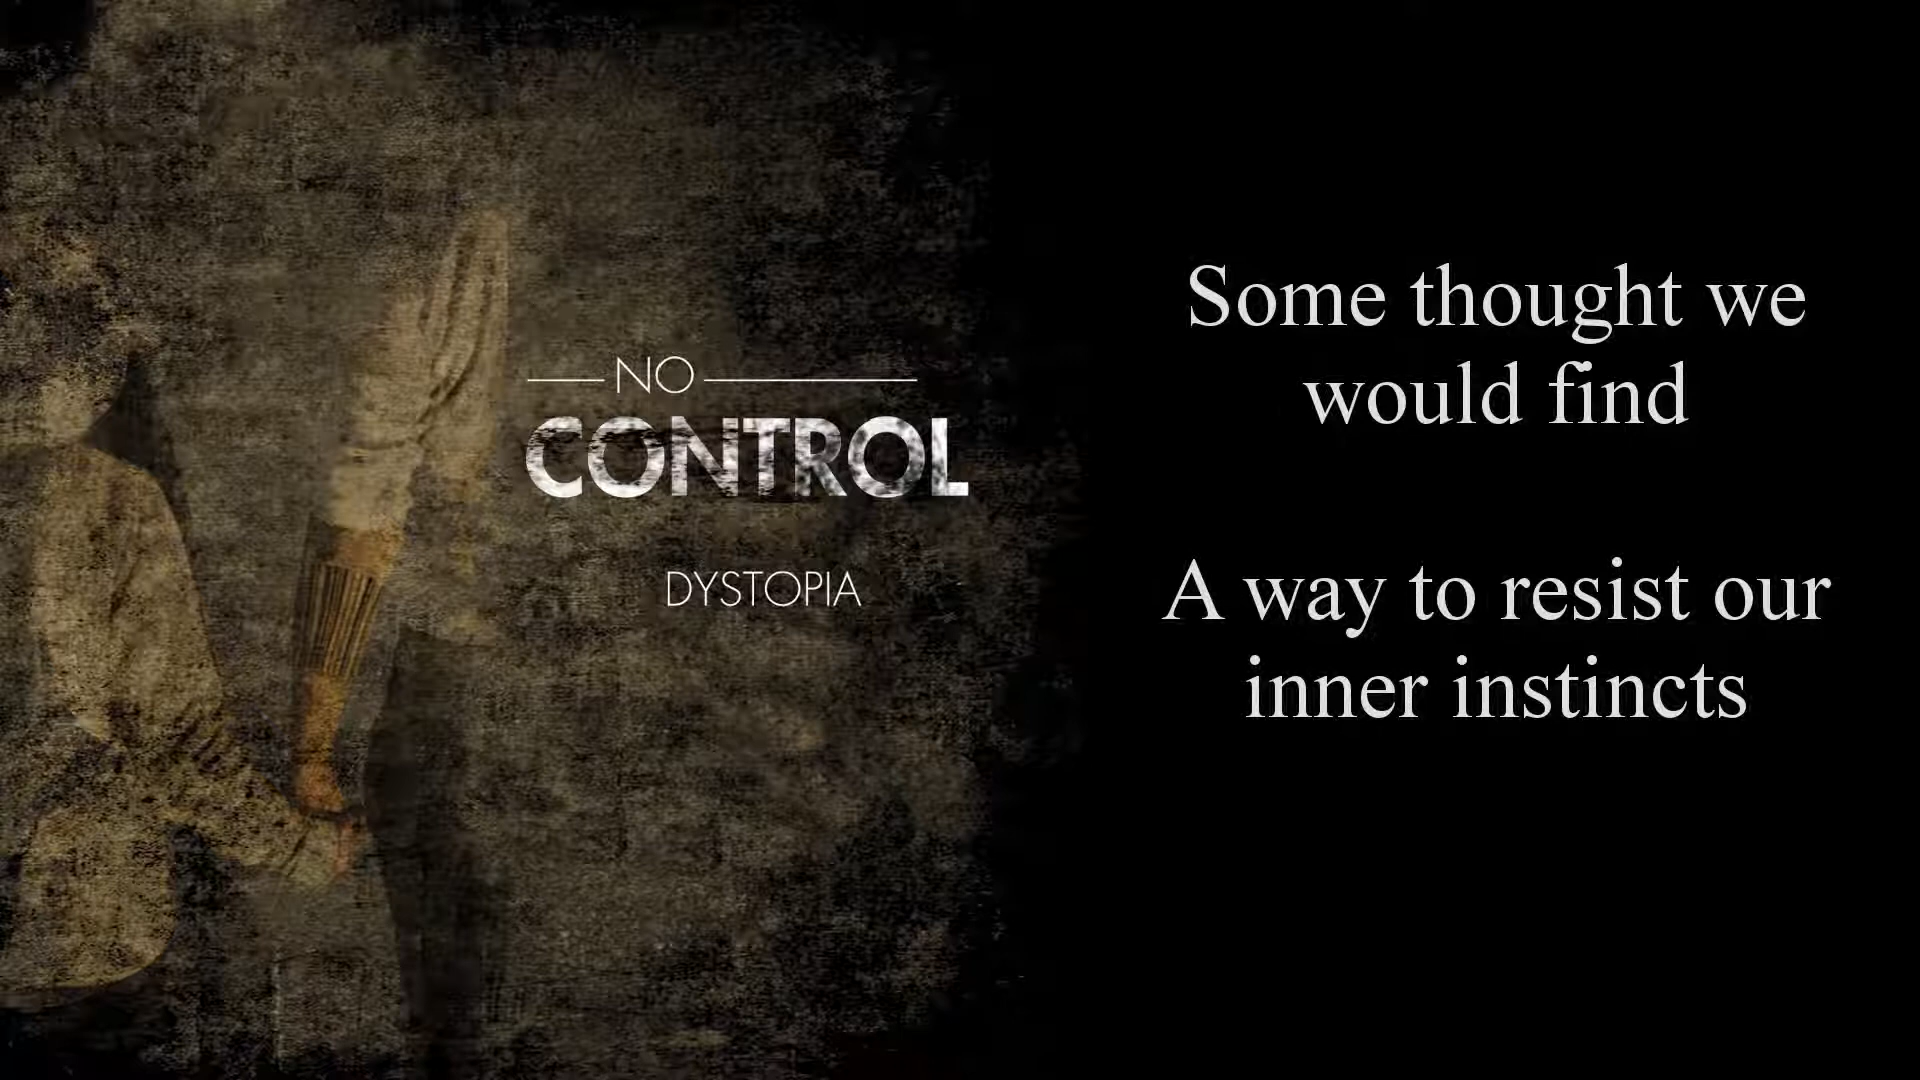 NO
CONTROL
DYSTOPIA
Some thought we
would find
A way to resist our
inner instincts